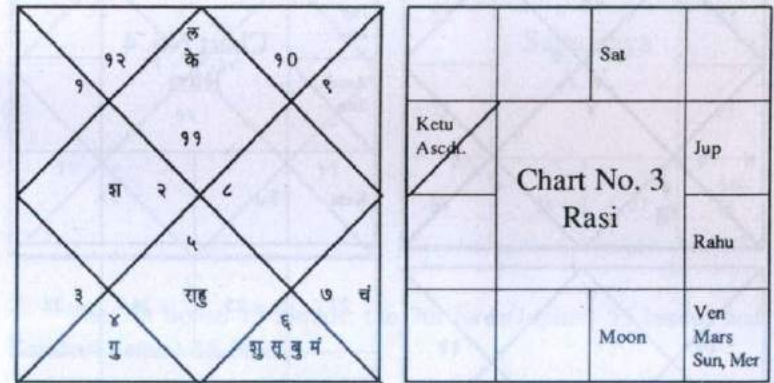 ल
१२ के १०
१ ९
११
श २ ८
५
३ राहु ७ चं
४ ६
गु शु सू बु मं
Sat
Ketu
Ascdt.
Jup
Chart No. 3
Rasi
Rahu
Moon
Ven
Mars
Sun, Mer